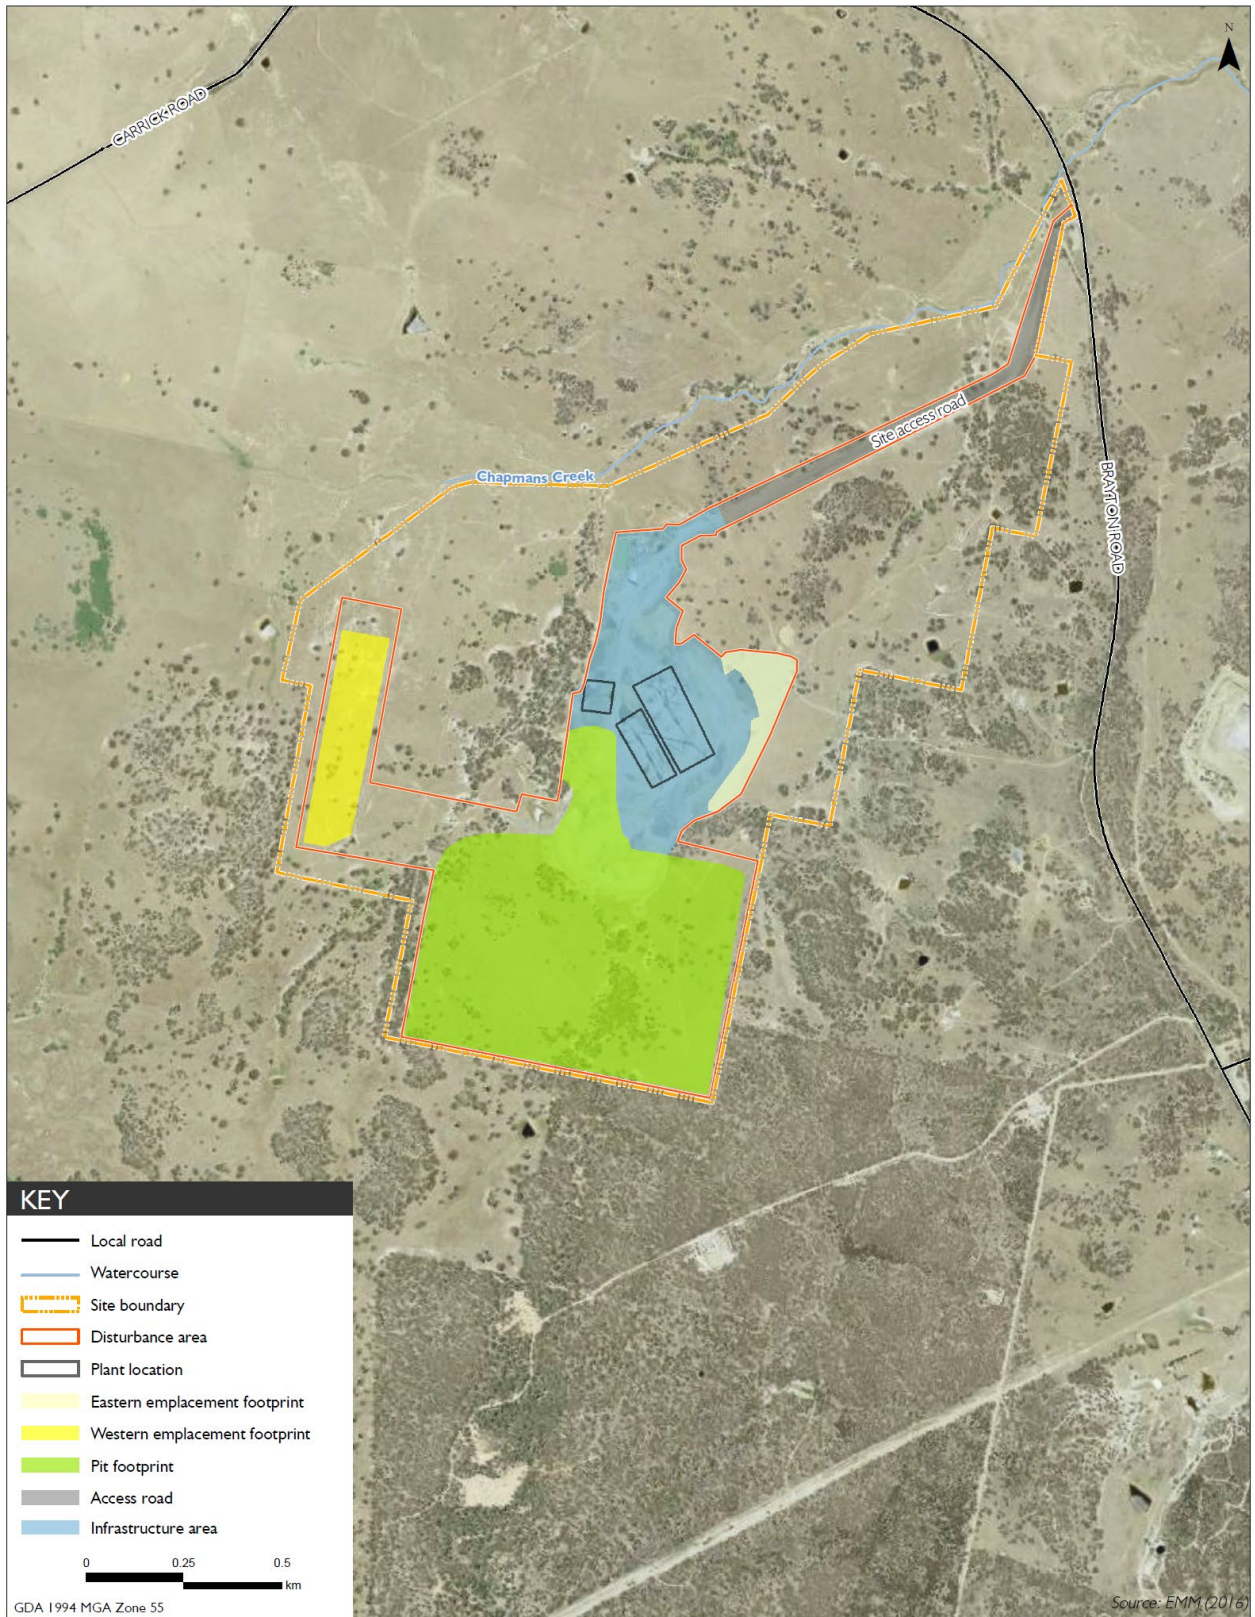 N
CARRICK ROAD
Site access road
Chapmans Creek
BRAYTON ROAD
KEY
Local road
Watercourse
Site boundary
Disturbance area
Plant location
Eastern emplacement footprint
Western emplacement footprint
Pit footprint
Access road
Infrastructure area
0 0.25 0.5
km
GDA 1994 MGA Zone 55
Source: EMM (2016)